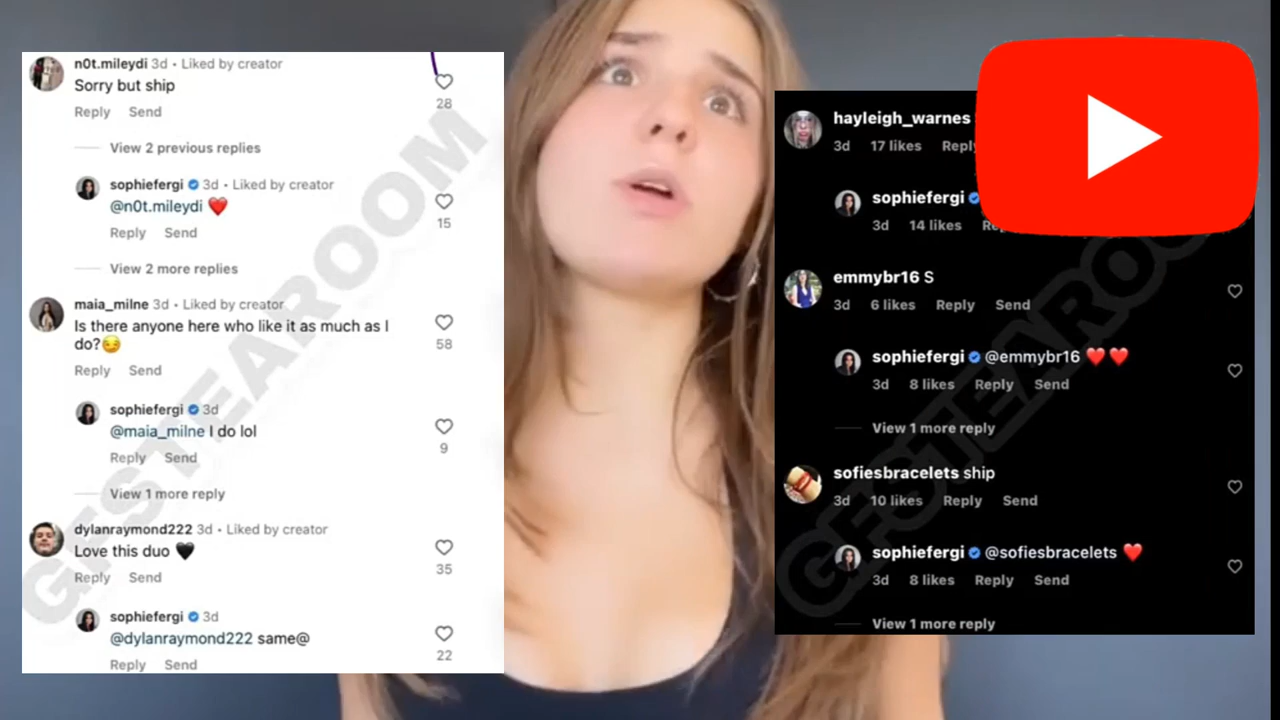 n0t.mileydi 3d • Liked by creator
Sorry but ship
28
Reply Send
View 2 previous replies
sophiefergi 3d • Liked by creator
@n0t.mileydi ❤️
15
Reply Send
View 2 more replies
maia_milne 3d • Liked by creator
Is there anyone here who like it as much as I
do?😏
58
Reply Send
sophiefergi 3d
@maia_milne I do lol
9
Reply Send
View 1 more reply
dylanraymond222 3d • Liked by creator
Love this duo 🖤
35
Reply Send
sophiefergi 3d
@dylanraymond222 same@
22
Reply Send
GFSTEAROOM
hayleigh_warnes
3d 17 likes Reply
sophiefergi
3d 14 likes
emmybr16 S
3d 6 likes Reply Send
sophiefergi @emmybr16 ❤️❤️
3d 8 likes Reply Send
View 1 more reply
sofiesbracelets ship
3d 10 likes Reply Send
sophiefergi @sofiesbracelets ❤️
3d 8 likes Reply Send
View 1 more reply
GFSTEAROOM